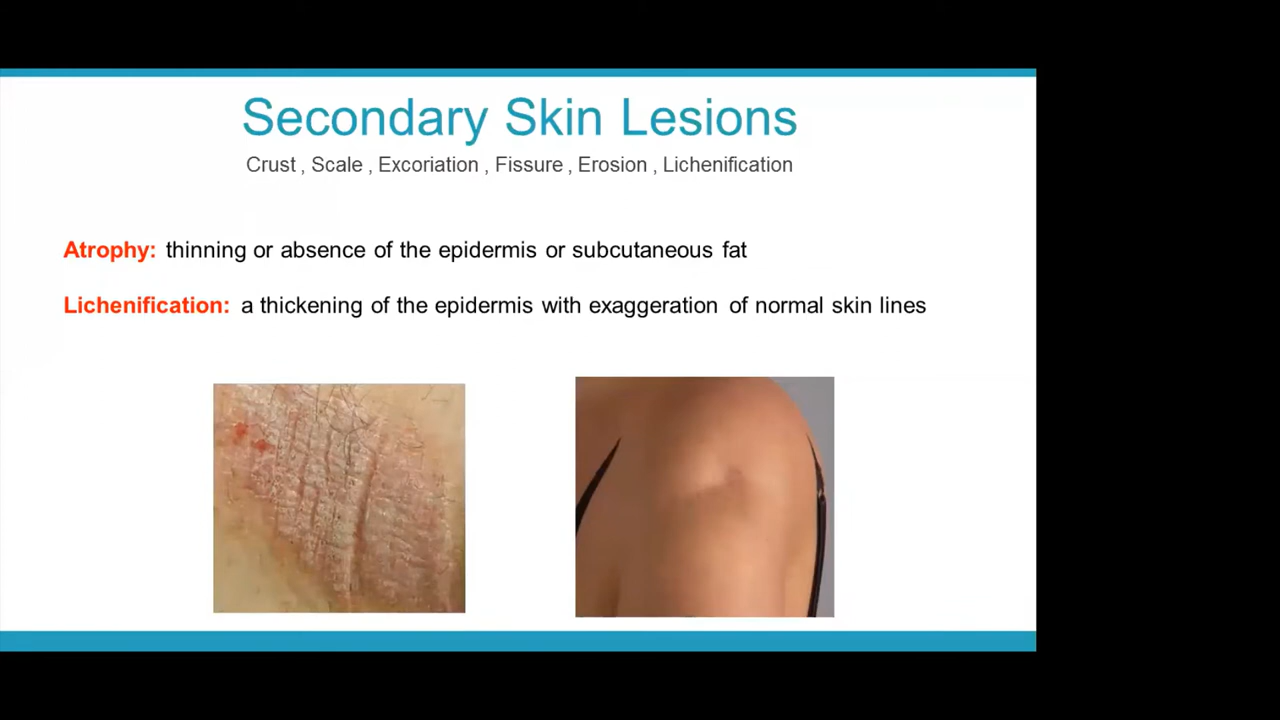 Secondary Skin Lesions
Crust , Scale , Excoriation , Fissure , Erosion , Lichenification
Atrophy: thinning or absence of the epidermis or subcutaneous fat
Lichenification: a thickening of the epidermis with exaggeration of normal skin lines